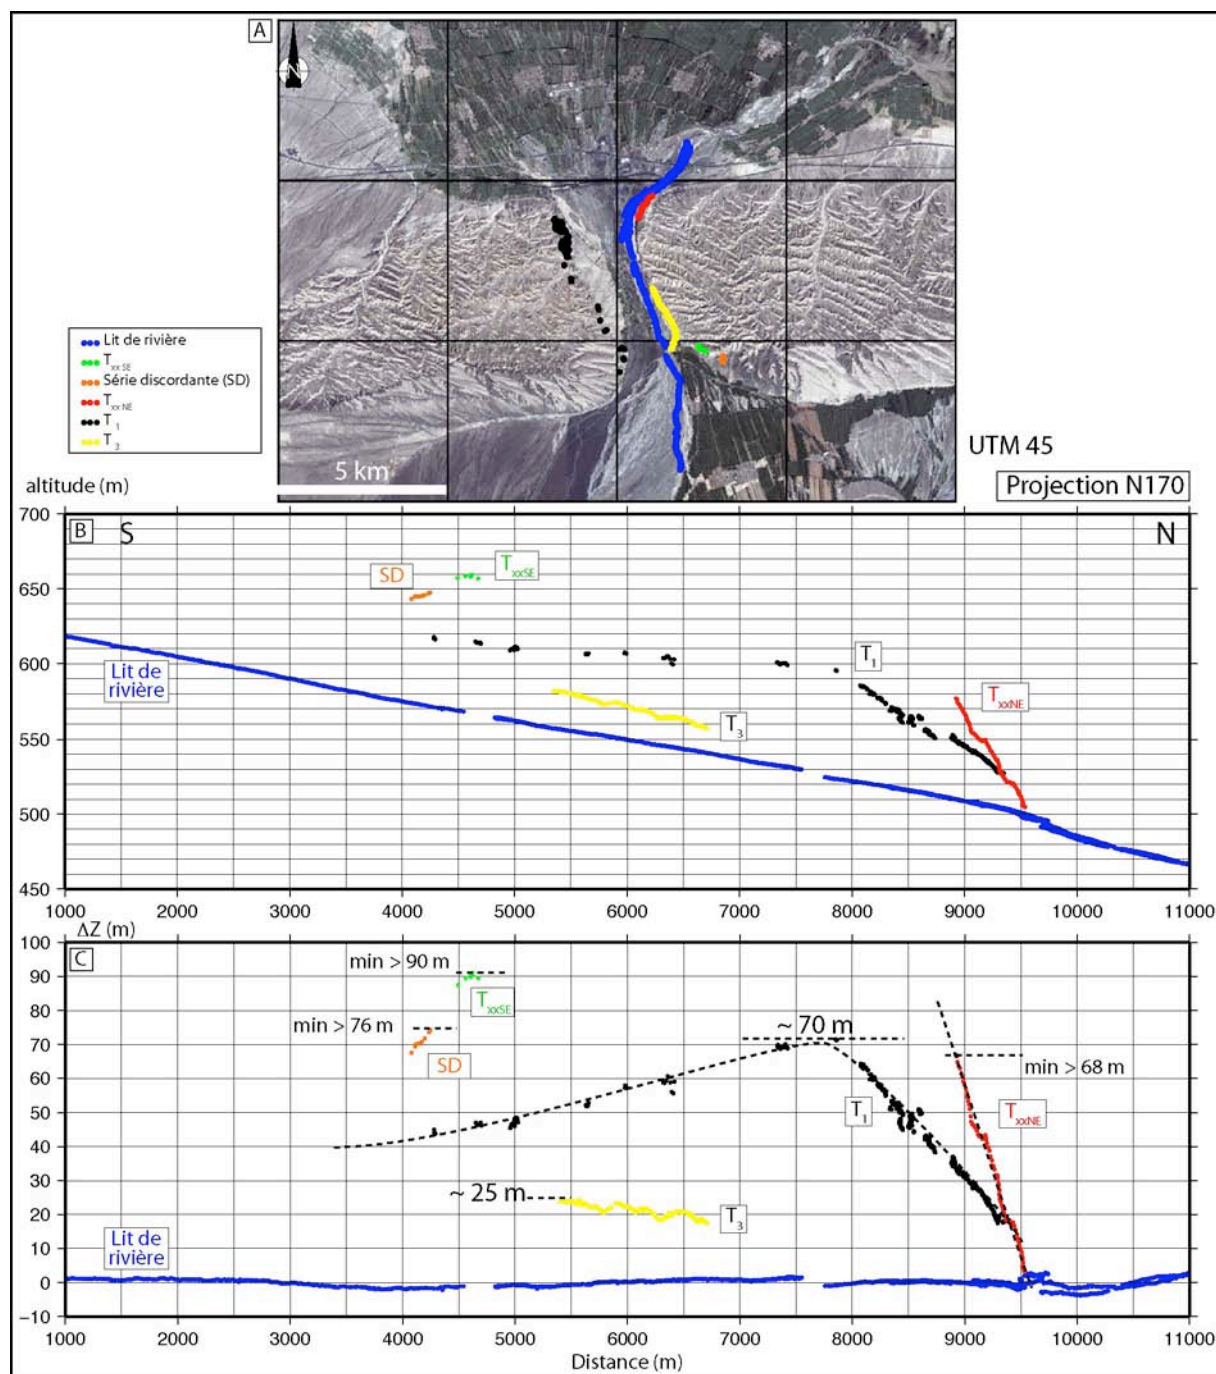 A
N
Lit de rivière
T xx SE
Série discordante (SD)
T xx NE
T 1
T 3
5 km
UTM 45
Projection N170
altitude (m)
B
S
N
700
650
600
550
500
450
SD
T xxSE
Lit de
rivière
T 1
T xxNE
T 3
1000 2000 3000 4000 5000 6000 7000 8000 9000 10000 11000
ΔZ (m)
C
100
90
80
70
60
50
40
30
20
10
0
−10
min > 90 m
T xxSE
min > 76 m
SD
~ 70 m
min > 68 m
T 1
T xxNE
~ 25 m
T 3
Lit de
rivière
1000 2000 3000 4000 5000 6000 7000 8000 9000 10000 11000
Distance (m)